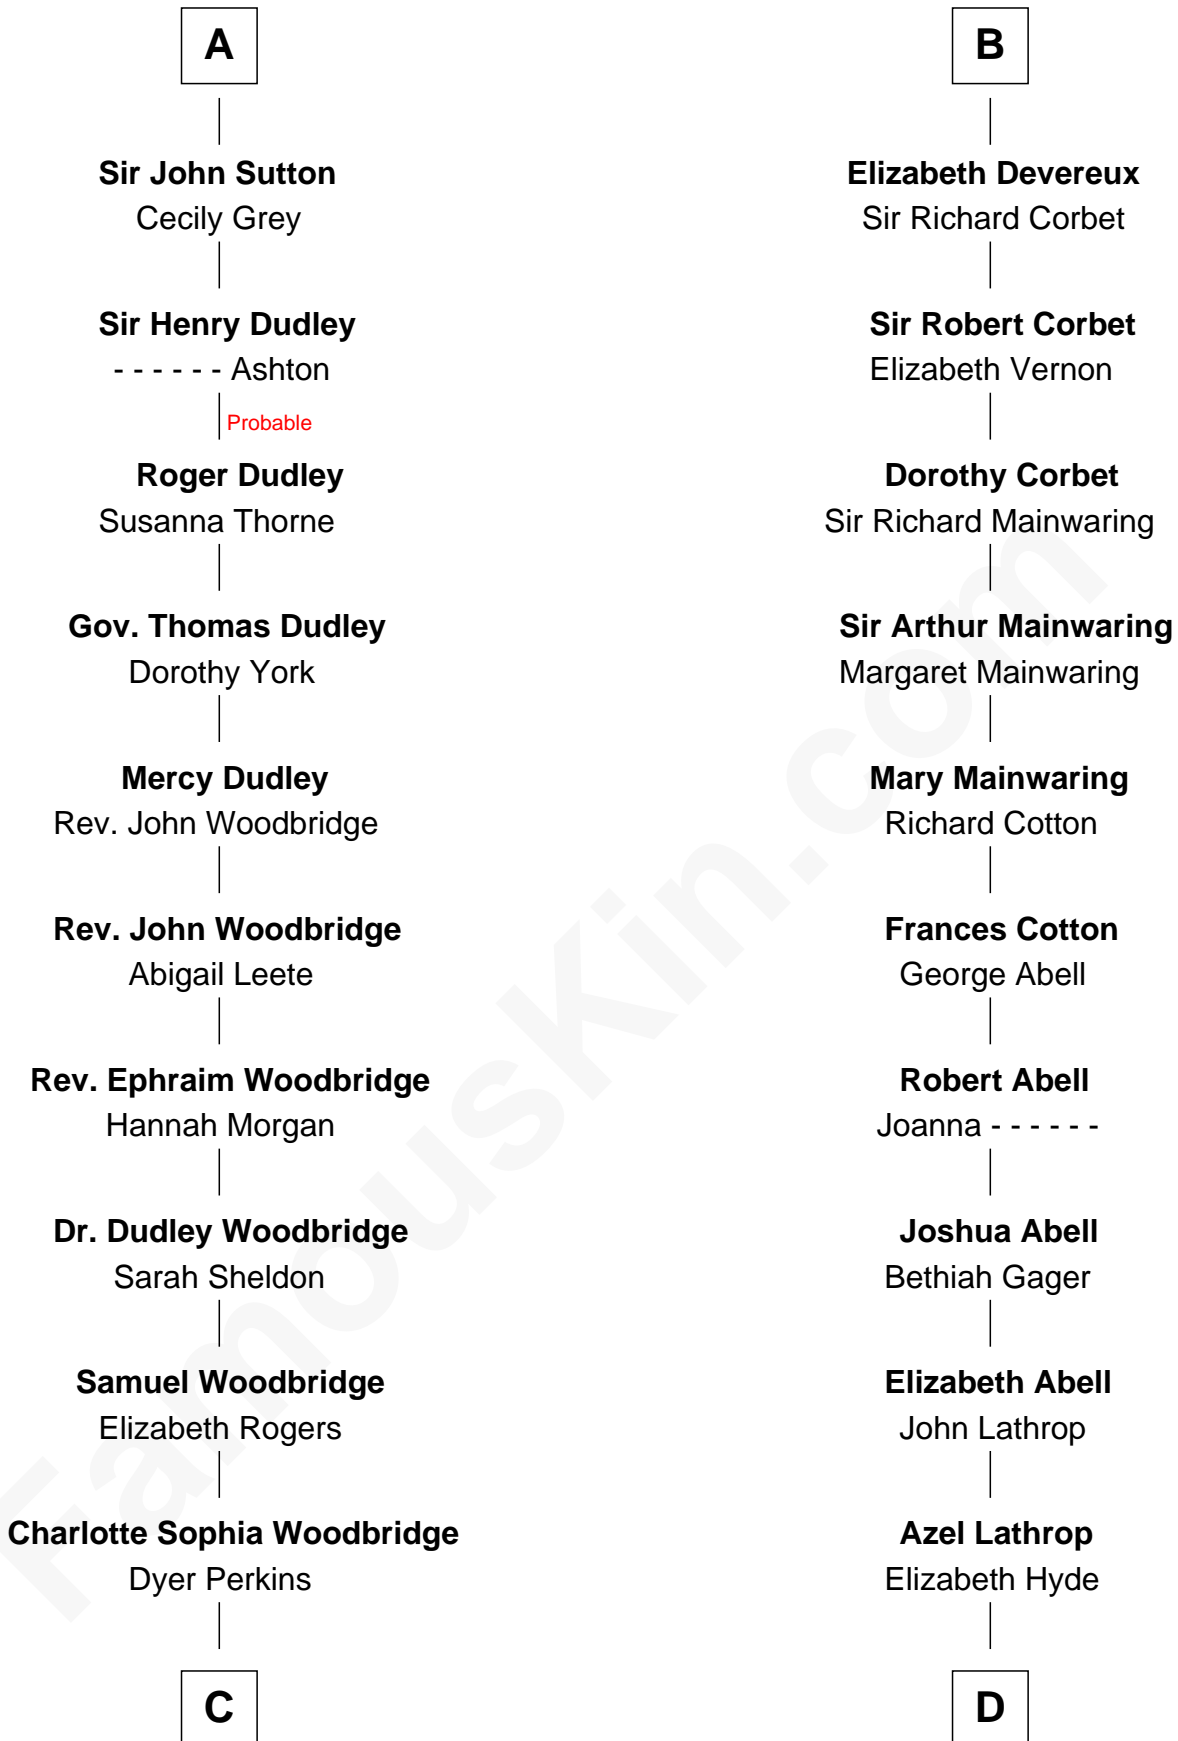 A
Sir John Sutton
Cecily Grey
Sir Henry Dudley
- - - - - - Ashton
Probable
Roger Dudley
Susanna Thorne
Gov. Thomas Dudley
Dorothy York
Mercy Dudley
Rev. John Woodbridge
Rev. John Woodbridge
Abigail Leete
Rev. Ephraim Woodbridge
Hannah Morgan
Dr. Dudley Woodbridge
Sarah Sheldon
Samuel Woodbridge
Elizabeth Rogers
Charlotte Sophia Woodbridge
Dyer Perkins
C
B
Elizabeth Devereux
Sir Richard Corbet
Sir Robert Corbet
Elizabeth Vernon
Dorothy Corbet
Sir Richard Mainwaring
Sir Arthur Mainwaring
Margaret Mainwaring
Mary Mainwaring
Richard Cotton
Frances Cotton
George Abell
Robert Abell
Joanna - - - - - -
Joshua Abell
Bethiah Gager
Elizabeth Abell
John Lathrop
Azel Lathrop
Elizabeth Hyde
D
FamousKin.com